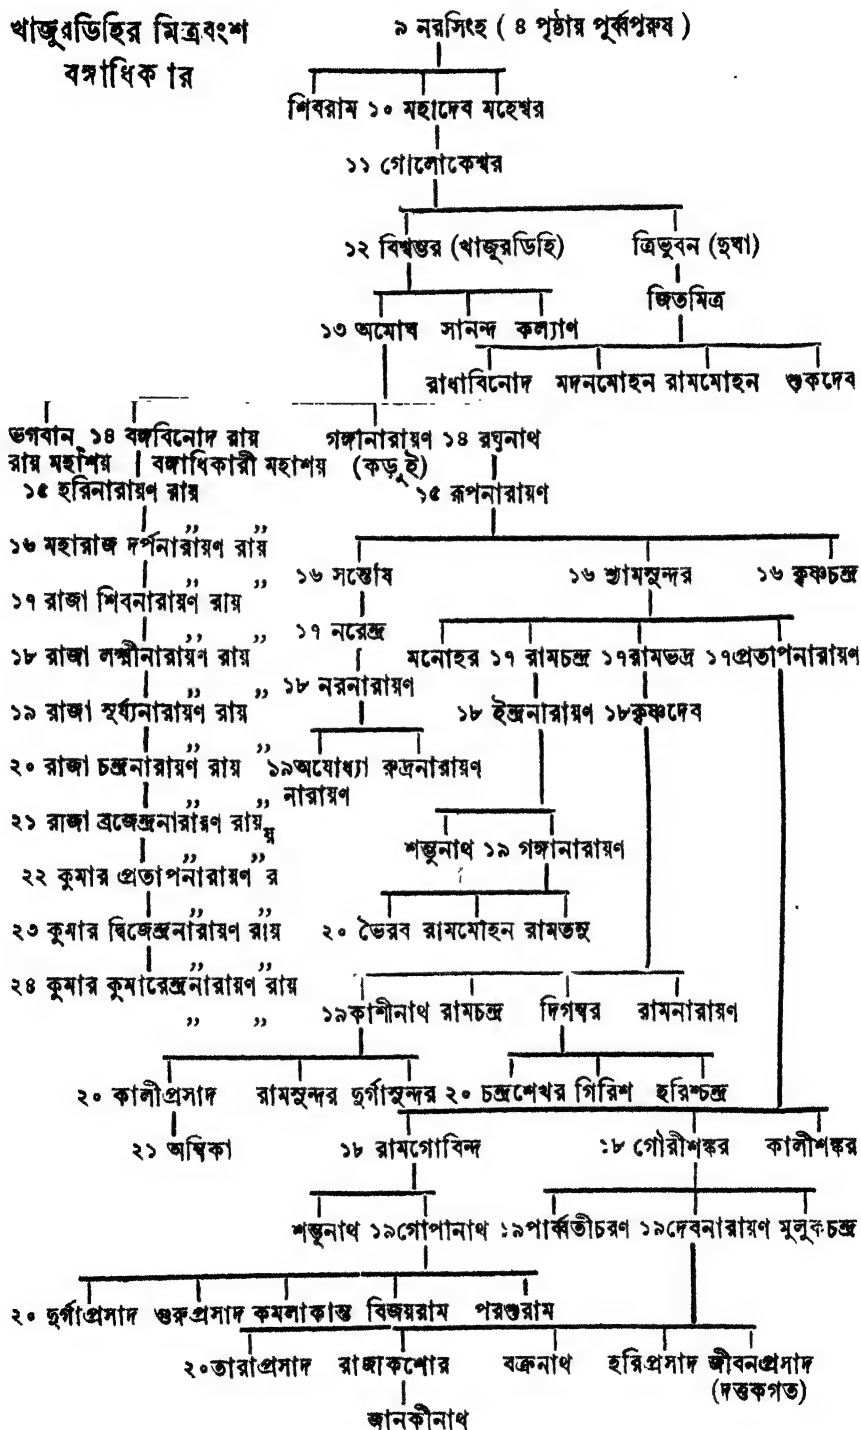 খাজুরডিহির মিত্রবংশ
বঙ্গাধিকার
৯ নরসিংহ ( ৪ পৃষ্ঠায় পূর্ব্বপুরুষ )
শিবরাম ১০ মহাদেব মহেশ্বর
১১ গোলোকেশ্বর
১২ বিশ্বম্ভর (খাজুরডিহি) ত্রিভুবন (দুধা)
জিতমিত্র
১৩ অমোঘ সানন্দ কল্যাণ
রাধাবিনোদ মদনমোহন রামমোহন শুকদেব
ভগবান্ ১৪ বঙ্গবিনোদ রায় গঙ্গানারায়ণ ১৪ রঘুনাথ
রায় মহাশয় বঙ্গাধিকারী মহাশয় (কড়ুই)
১৫ হরিনারায়ণ রায় ১৫ রূপনারায়ণ
,, ,,
১৬ মহারাজ দর্পনারায়ণ রায়
,, ,, ১৬ সন্তোষ ১৬ শ্যামসুন্দর ১৬ কৃষ্ণচন্দ্র
১৭ রাজা শিবনারায়ণ রায়
,, ,, ১৭ নরেন্দ্র
১৮ রাজা লক্ষ্মীনারায়ণ রায় মনোহর ১৭ রামচন্দ্র ১৭রামভদ্র ১৭প্রতাপনারায়ণ
,, ,, ১৮ নরনারায়ণ
১৯ রাজা সূর্য্যনারায়ণ রায় ১৮ ইন্দ্রনারায়ণ ১৮কৃষ্ণদেব
,, ,,
২০ রাজা চন্দ্রনারায়ণ রায় ১৯অযোধ্যা রুদ্রনারায়ণ
,, ,, নারায়ণ
২১ রাজা ব্রজেন্দ্রনারায়ণ রায়
,, ,, শম্ভুনাথ ১৯ গঙ্গানারায়ণ
২২ কুমার প্রতাপনারায়ণ র
,, ,,
২৩ কুমার দ্বিজেন্দ্রনারায়ণ রায় ২০ ভৈরব রামমোহন রামতনু
,, ,,
২৪ কুমার কুমারেন্দ্রনারায়ণ রায়
,, ,, ১৯কাশীনাথ রামচন্দ্র দিগম্বর রামনারায়ণ
২০ কালীপ্রসাদ রামসুন্দর দুর্গাসুন্দর ২০ চন্দ্রশেখর গিরিশ হরিশ্চন্দ্র
২১ অম্বিকা ১৮ রামগোবিন্দ ১৮ গৌরীশঙ্কর কালীশঙ্কর
শম্ভুনাথ ১৯গোপীনাথ ১৯পার্ব্বতীচরণ ১৯দেবনারায়ণ মুলুকচন্দ্র
২০ দুর্গাপ্রসাদ গুরুপ্রসাদ কমলাকান্ত বিজয়রাম পরশুরাম
২০তারাপ্রসাদ রাজাকশোর বক্রনাথ হরিপ্রসাদ জীবনপ্রসাদ
(দত্তকগত)
জানকীনাথ